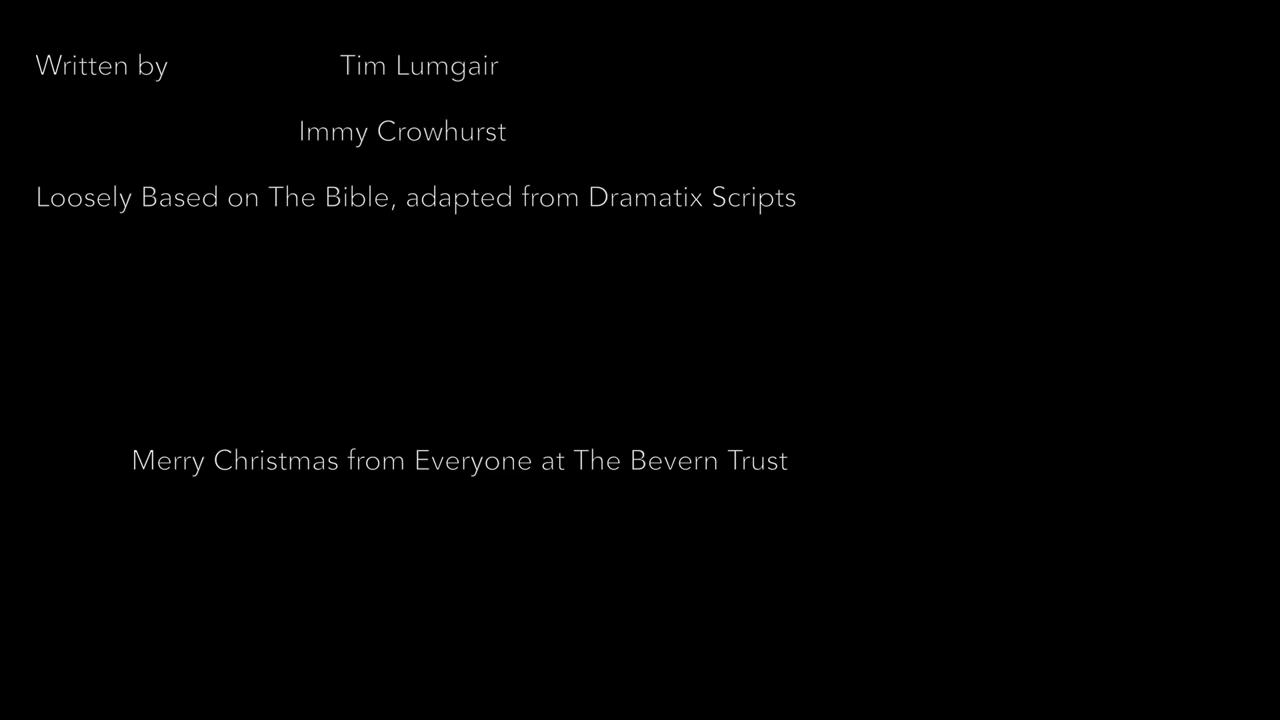 Written by Tim Lumgair
Immy Crowhurst
Loosely Based on The Bible, adapted from Dramatix Scripts
Merry Christmas from Everyone at The Bevern Trust